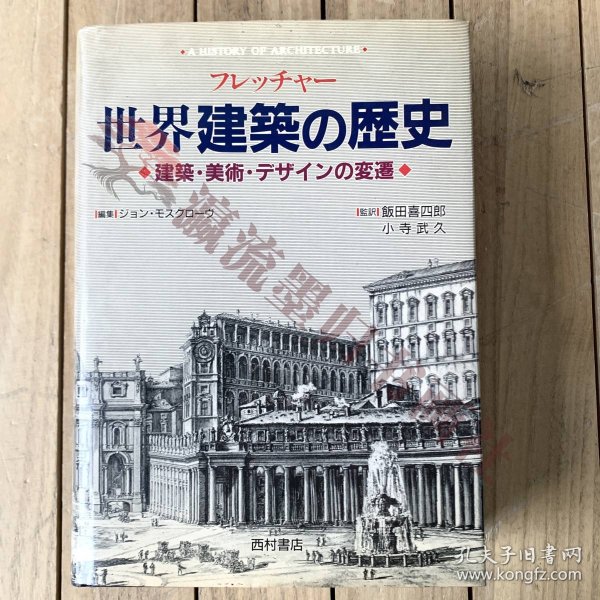 ◆ A HISTORY OF ARCHITECTURE ◆
フレッチャー
世界建築の歴史
◆建築・美術・デザインの変遷◆
編集 ジョン・モスクローヴ
監訳 飯田喜四郎
小寺武久
瀛流墨
西村書店
孔夫子旧书网
www.kongfz.com